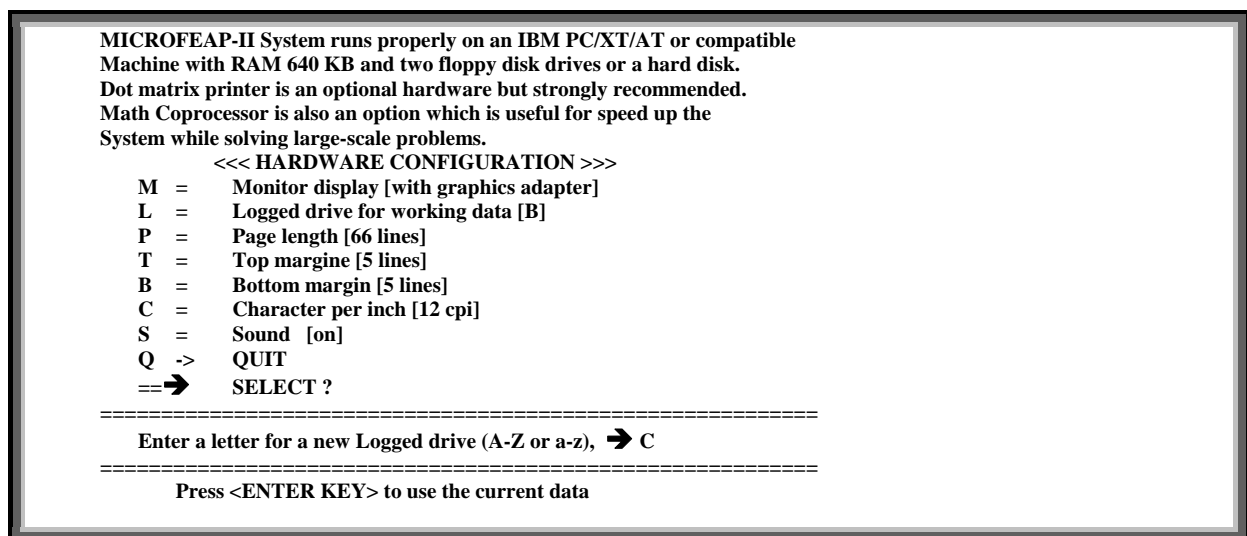 MICROFEAP-II System runs properly on an IBM PC/XT/AT or compatible
Machine with RAM 640 KB and two floppy disk drives or a hard disk.
Dot matrix printer is an optional hardware but strongly recommended.
Math Coprocessor is also an option which is useful for speed up the
System while solving large-scale problems.
<<< HARDWARE CONFIGURATION >>>
M = Monitor display [with graphics adapter]
L = Logged drive for working data [B]
P = Page length [66 lines]
T = Top margine [5 lines]
B = Bottom margin [5 lines]
C = Character per inch [12 cpi]
S = Sound [on]
Q -> QUIT
==➔ SELECT ?
===========================================================
Enter a letter for a new Logged drive (A-Z or a-z), ➔ C
===========================================================
Press <ENTER KEY> to use the current data